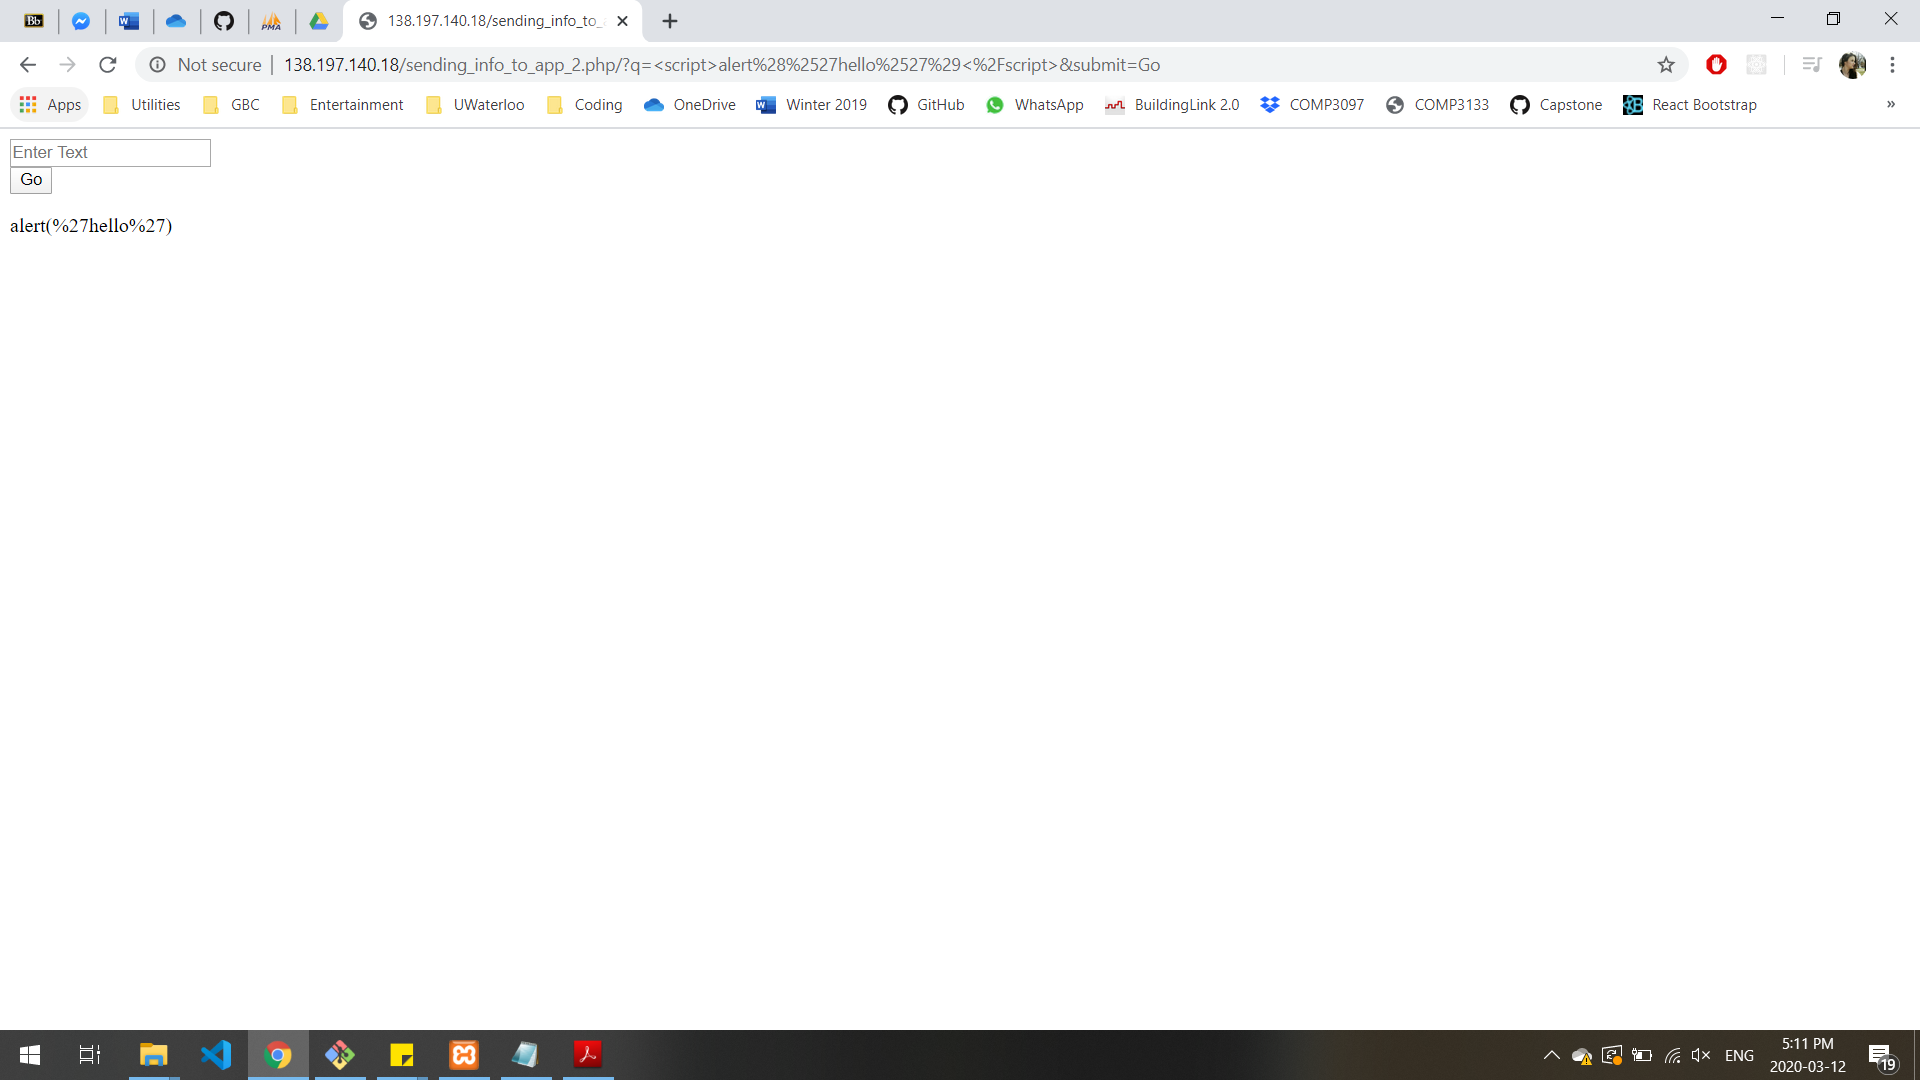 Bb
PMA
138.197.140.18/sending_info_to_
Not secure | 138.197.140.18/sending_info_to_app_2.php/?q=<script>alert%28%2527hello%2527%29<%2Fscript>&submit=Go
Apps Utilities GBC Entertainment UWaterloo Coding OneDrive Winter 2019 GitHub WhatsApp BuildingLink 2.0 COMP3097 COMP3133 Capstone React Bootstrap »
Enter Text
Go
alert(%27hello%27)
ENG
5:11 PM
2020-03-12
19